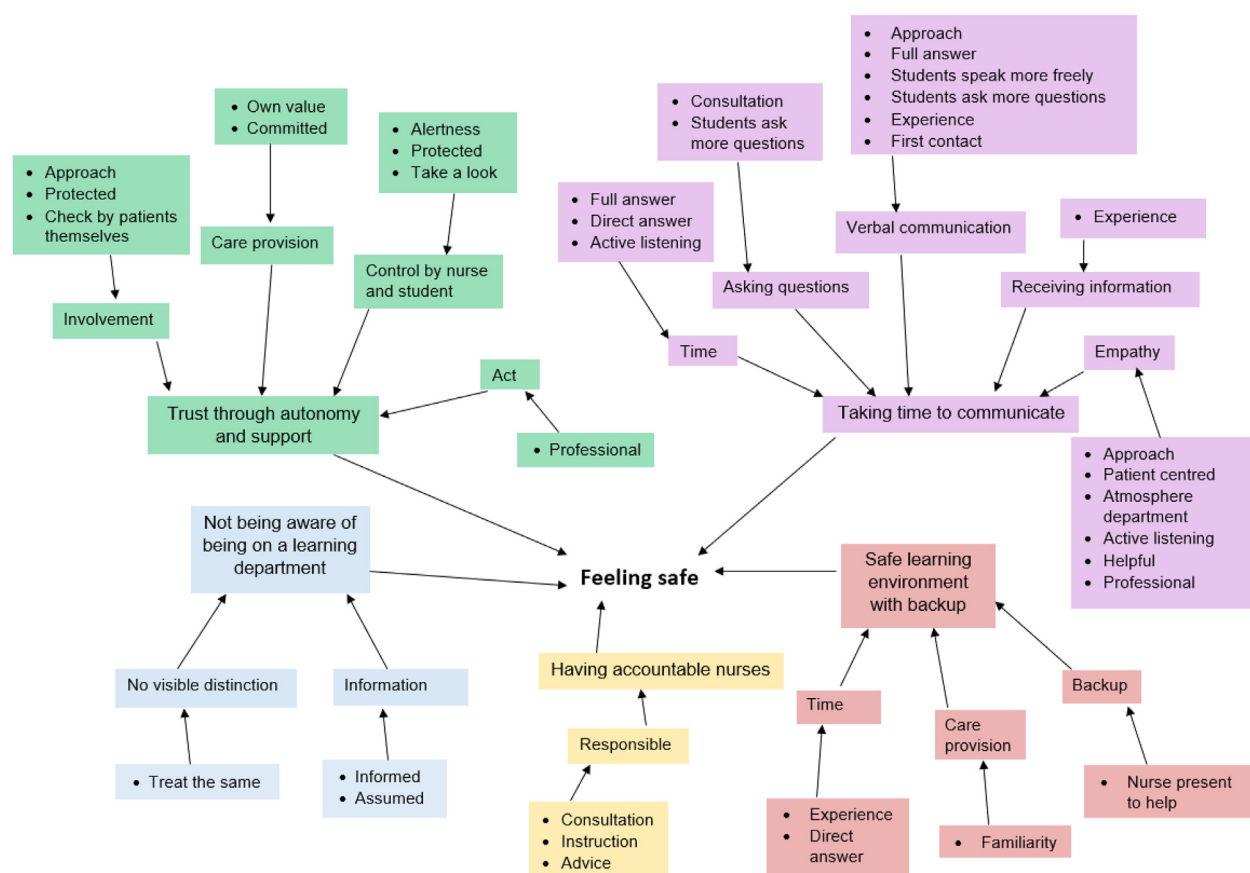 • Own value
• Committed
• Approach
• Protected
• Check by patients
themselves
• Alertness
• Protected
• Take a look
Care provision
Involvement
Control by nurse
and student
Act
• Professional
Trust through autonomy
and support
• Approach
• Full answer
• Students speak more freely
• Students ask more questions
• Experience
• First contact
• Consultation
• Students ask
more questions
• Full answer
• Direct answer
• Active listening
• Experience
Verbal communication
Asking questions
Receiving information
Time
Empathy
Taking time to communicate
• Approach
• Patient centred
• Atmosphere
department
• Active listening
• Helpful
• Professional
Not being aware of
being on a learning
department
Feeling safe
Safe learning
environment
with backup
No visible distinction
Information
• Treat the same
• Informed
• Assumed
Having accountable nurses
Responsible
• Consultation
• Instruction
• Advice
Time
Care
provision
Backup
• Experience
• Direct
answer
• Familiarity
• Nurse present
to help